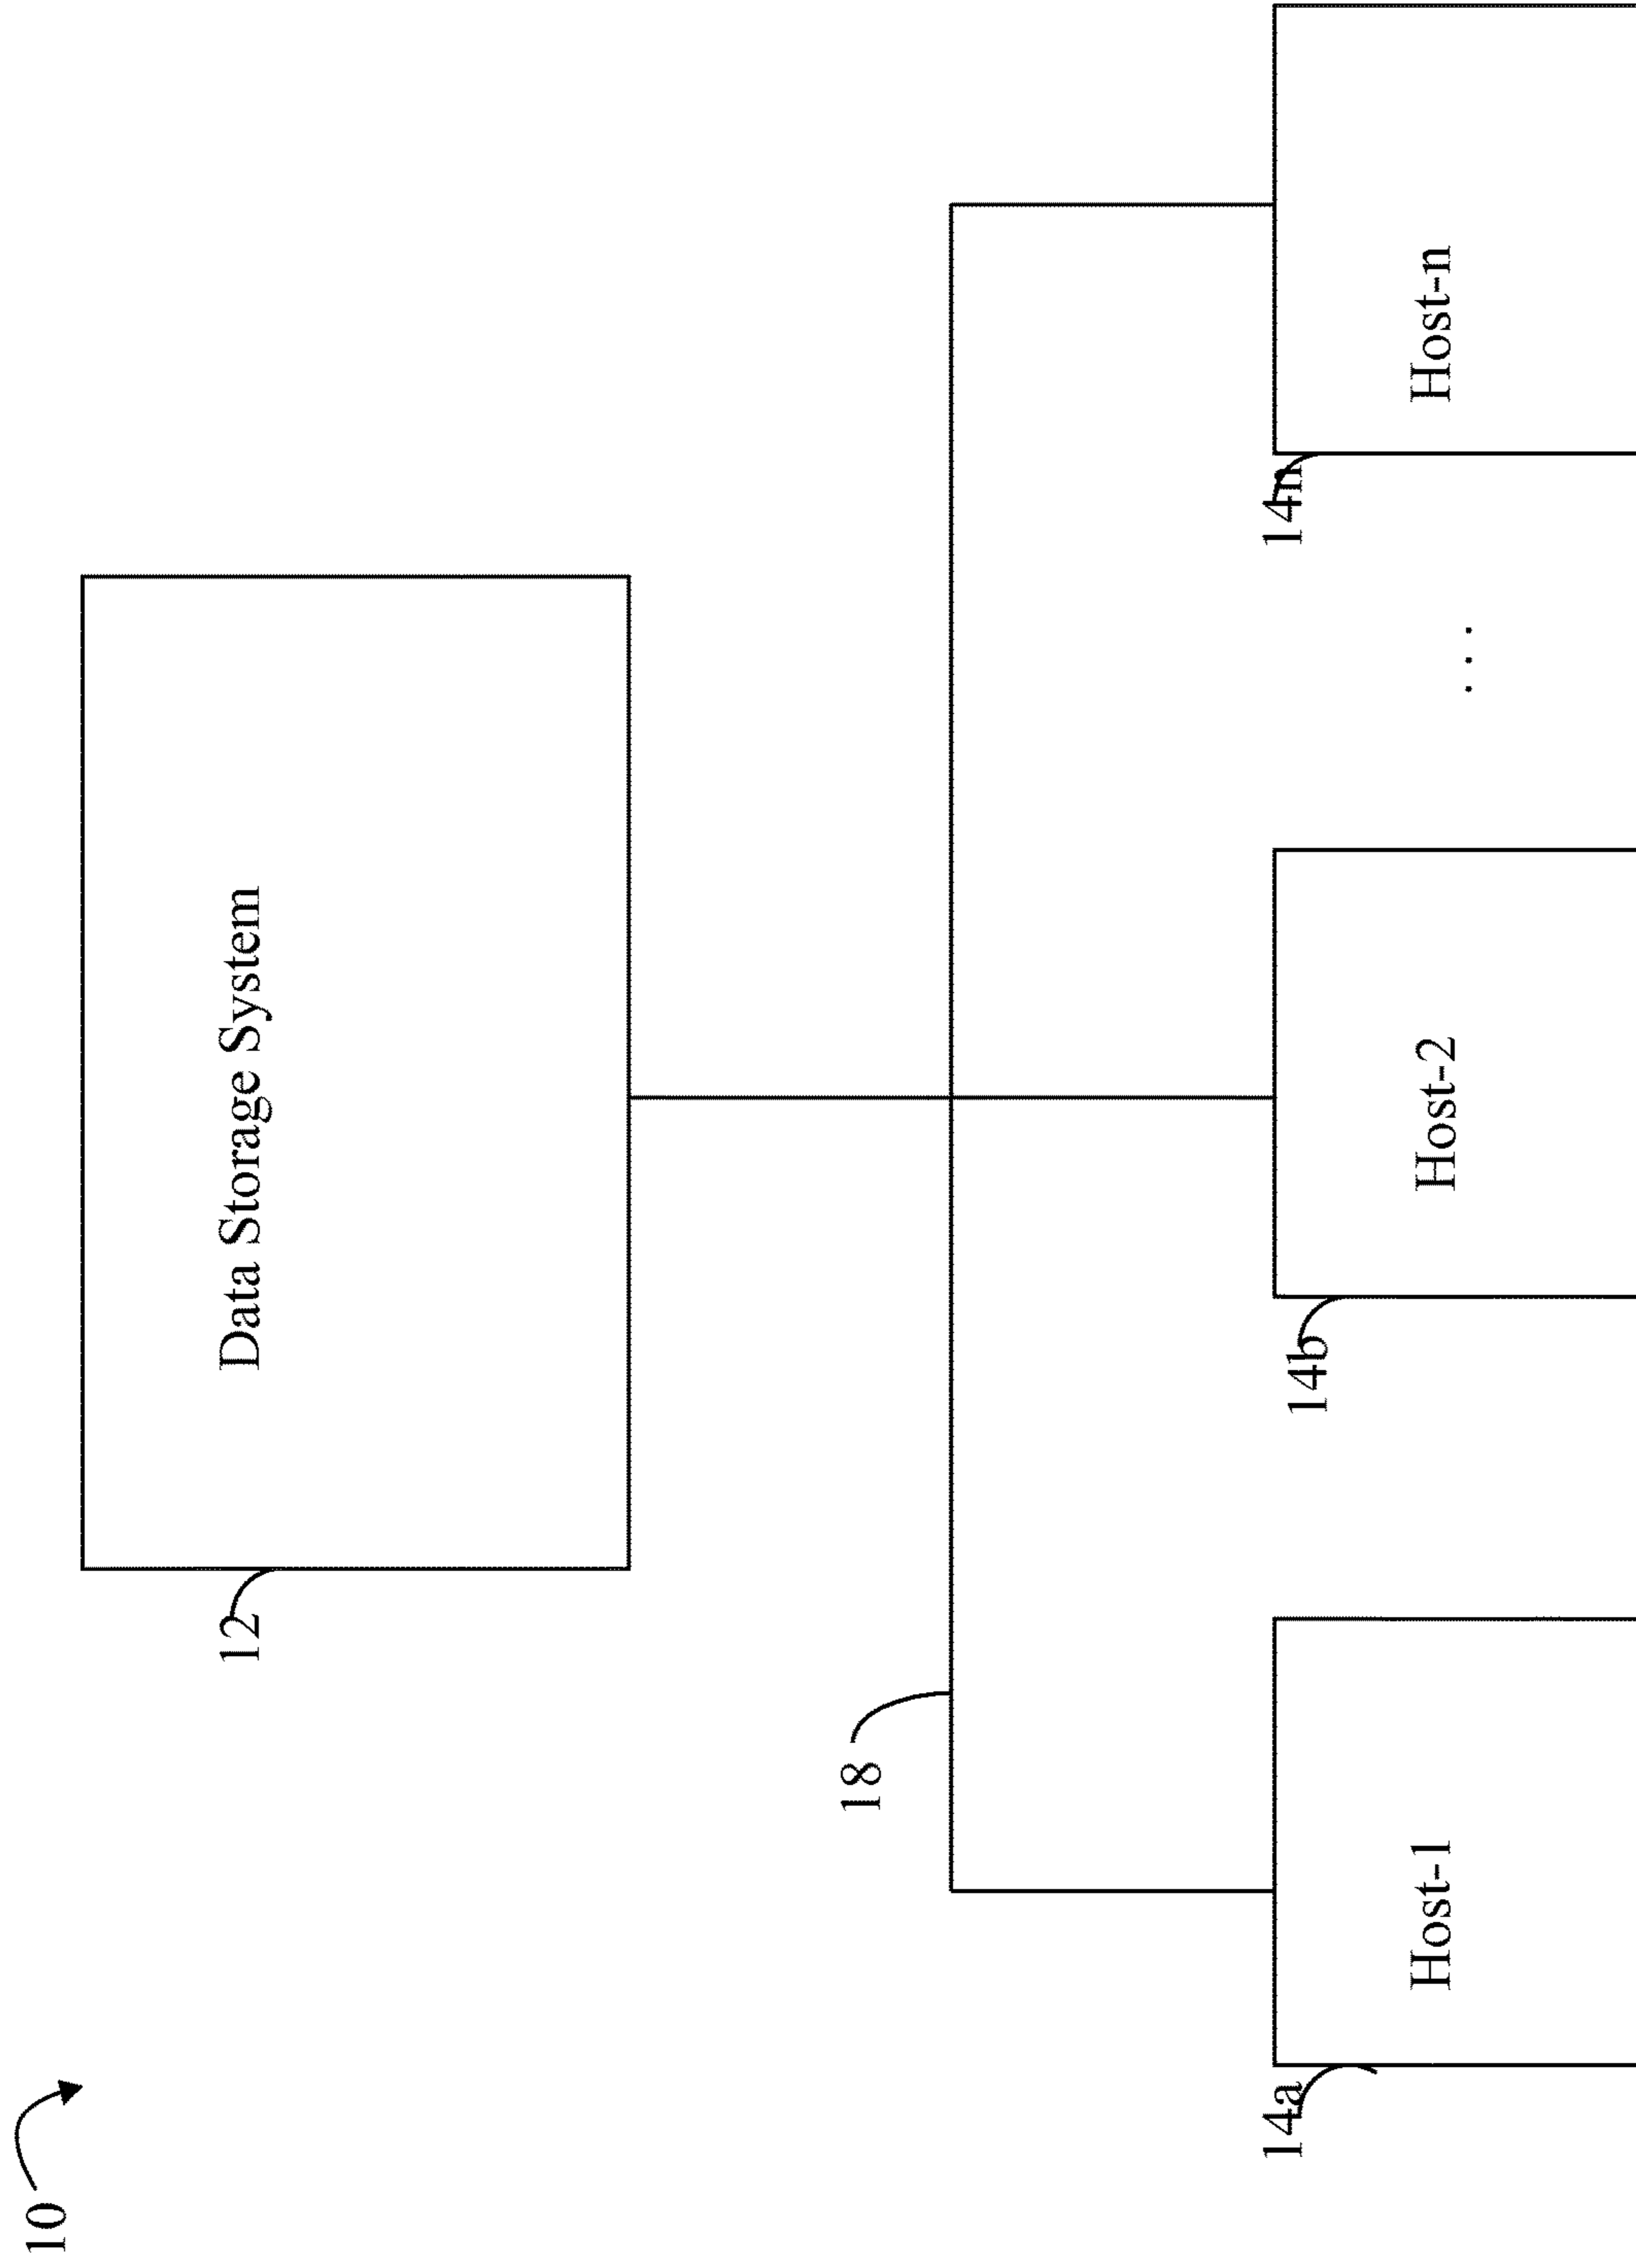 10
12
Data Storage System
18
14a
Host-1
14b
Host-2
. . .
14n
Host-n